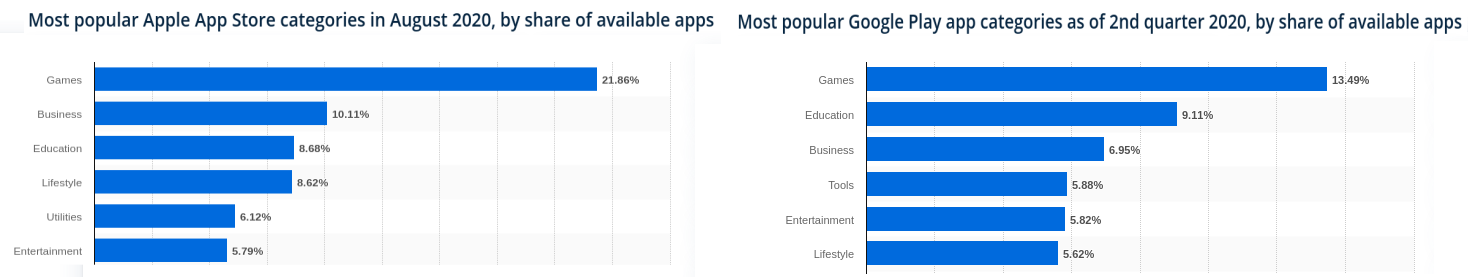 Most popular Apple App Store categories in August 2020, by share of available apps
Games 21.86%
Business 10.11%
Education 8.68%
Lifestyle 8.62%
Utilities 6.12%
Entertainment 5.79%
Most popular Google Play app categories as of 2nd quarter 2020, by share of available apps
Games 13.49%
Education 9.11%
Business 6.95%
Tools 5.88%
Entertainment 5.82%
Lifestyle 5.62%